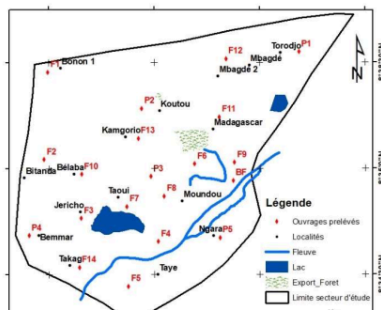 Torodjo P1
F12
Mbagde
Mbagde 2
F1
Bonon 1
P2
Koutou
F11
Madagascar
Kamgorio F13
F2
Bitanda
Bélaba F10
P3
F6
F9
BF
Taoui
F7
F8
Moundou
Jericho
F3
P4
Bemmar
F4
Ngara P5
Takag F14
F5
Taye
N
Légende
Ouvrages prelévés
Localités
Fleuve
Lac
Export_Foret
Limite secteur d'étude